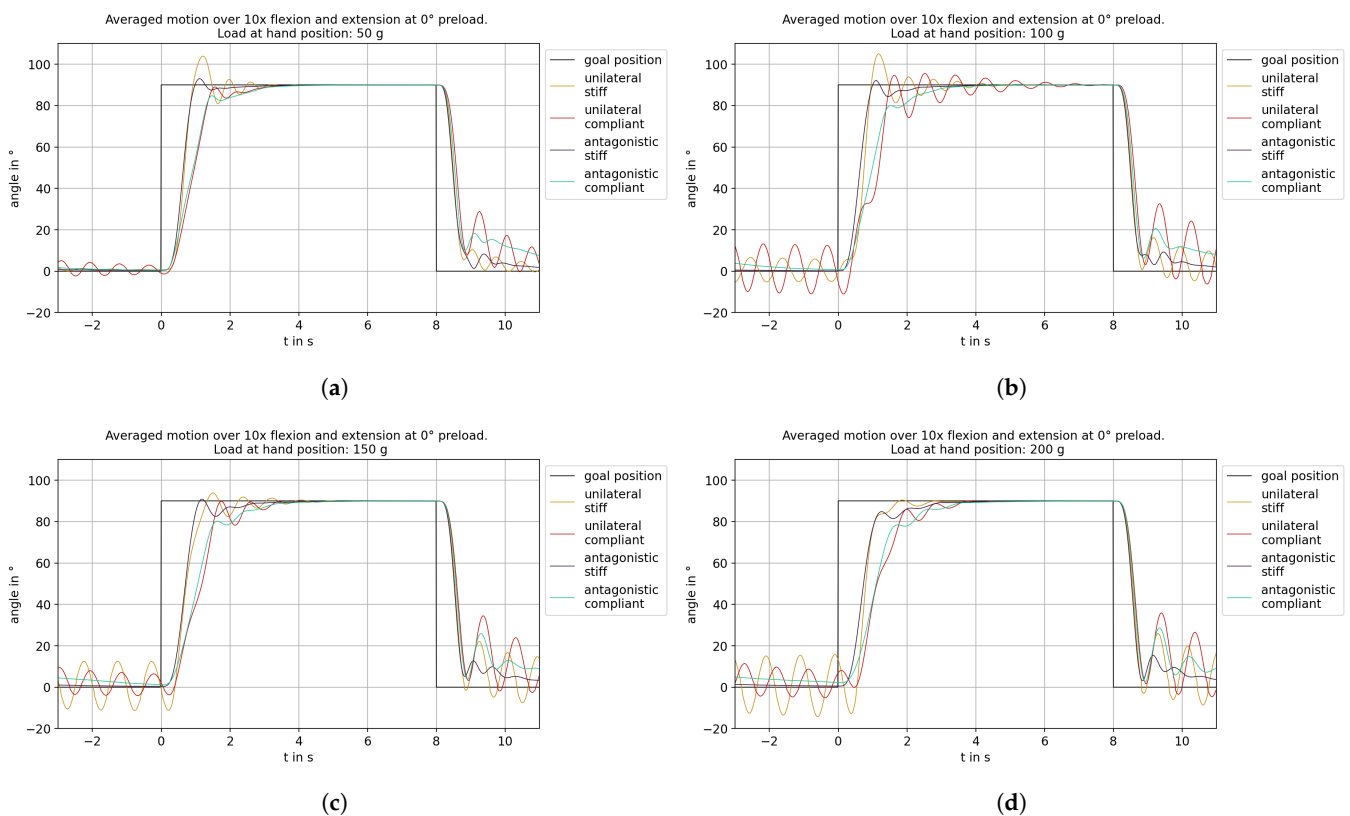 Averaged motion over 10x flexion and extension at 0° preload.
Load at hand position: 50 g
angle in °
100
80
60
40
20
0
−20
−2
0
2
4
6
8
10
t in s
goal position
unilateral
stiff
unilateral
compliant
antagonistic
stiff
antagonistic
compliant
(a)
Averaged motion over 10x flexion and extension at 0° preload.
Load at hand position: 100 g
angle in °
100
80
60
40
20
0
−20
−2
0
2
4
6
8
10
t in s
goal position
unilateral
stiff
unilateral
compliant
antagonistic
stiff
antagonistic
compliant
(b)
Averaged motion over 10x flexion and extension at 0° preload.
Load at hand position: 150 g
angle in °
100
80
60
40
20
0
−20
−2
0
2
4
6
8
10
t in s
goal position
unilateral
stiff
unilateral
compliant
antagonistic
stiff
antagonistic
compliant
(c)
Averaged motion over 10x flexion and extension at 0° preload.
Load at hand position: 200 g
angle in °
100
80
60
40
20
0
−20
−2
0
2
4
6
8
10
t in s
goal position
unilateral
stiff
unilateral
compliant
antagonistic
stiff
antagonistic
compliant
(d)